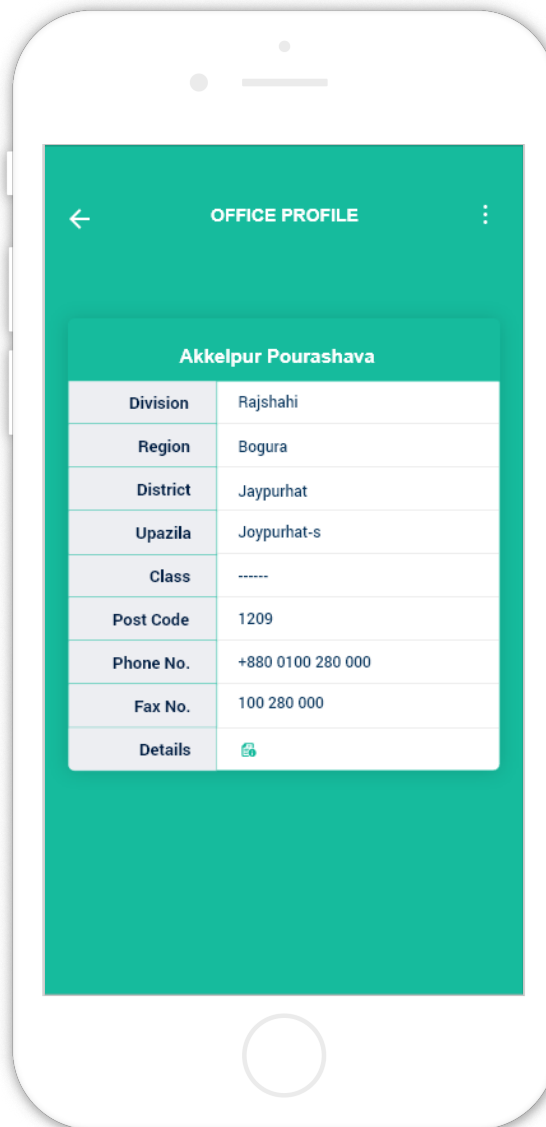 OFFICE PROFILE
Akkelpur Pourashava
Division Rajshahi
Region Bogura
District Jaypurhat
Upazila Joypurhat-s
Class ------
Post Code 1209
Phone No. +880 0100 280 000
Fax No. 100 280 000
Details